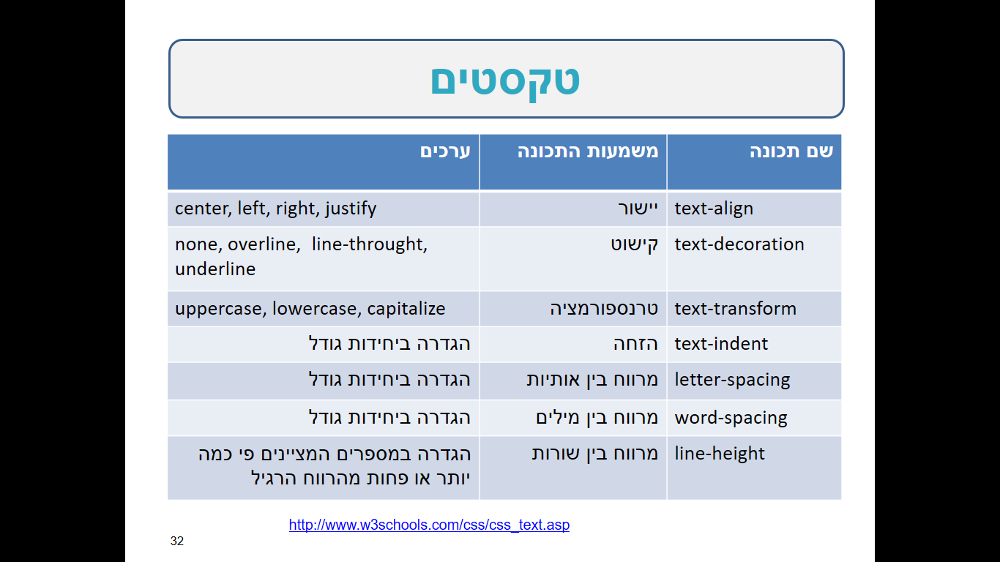 טקסטים
שם תכונה משמעות התכונה ערכים
text-align יישור center, left, right, justify
text-decoration קישוט none, overline, line-throught,
underline
text-transform טרנספורמציה uppercase, lowercase, capitalize
text-indent הזחה הגדרה ביחידות גודל
letter-spacing מרווח בין אותיות הגדרה ביחידות גודל
word-spacing מרווח בין מילים הגדרה ביחידות גודל
line-height מרווח בין שורות הגדרה במספרים המציינים פי כמה
יותר או פחות מהרווח הרגיל
http://www.w3schools.com/css/css_text.asp
32